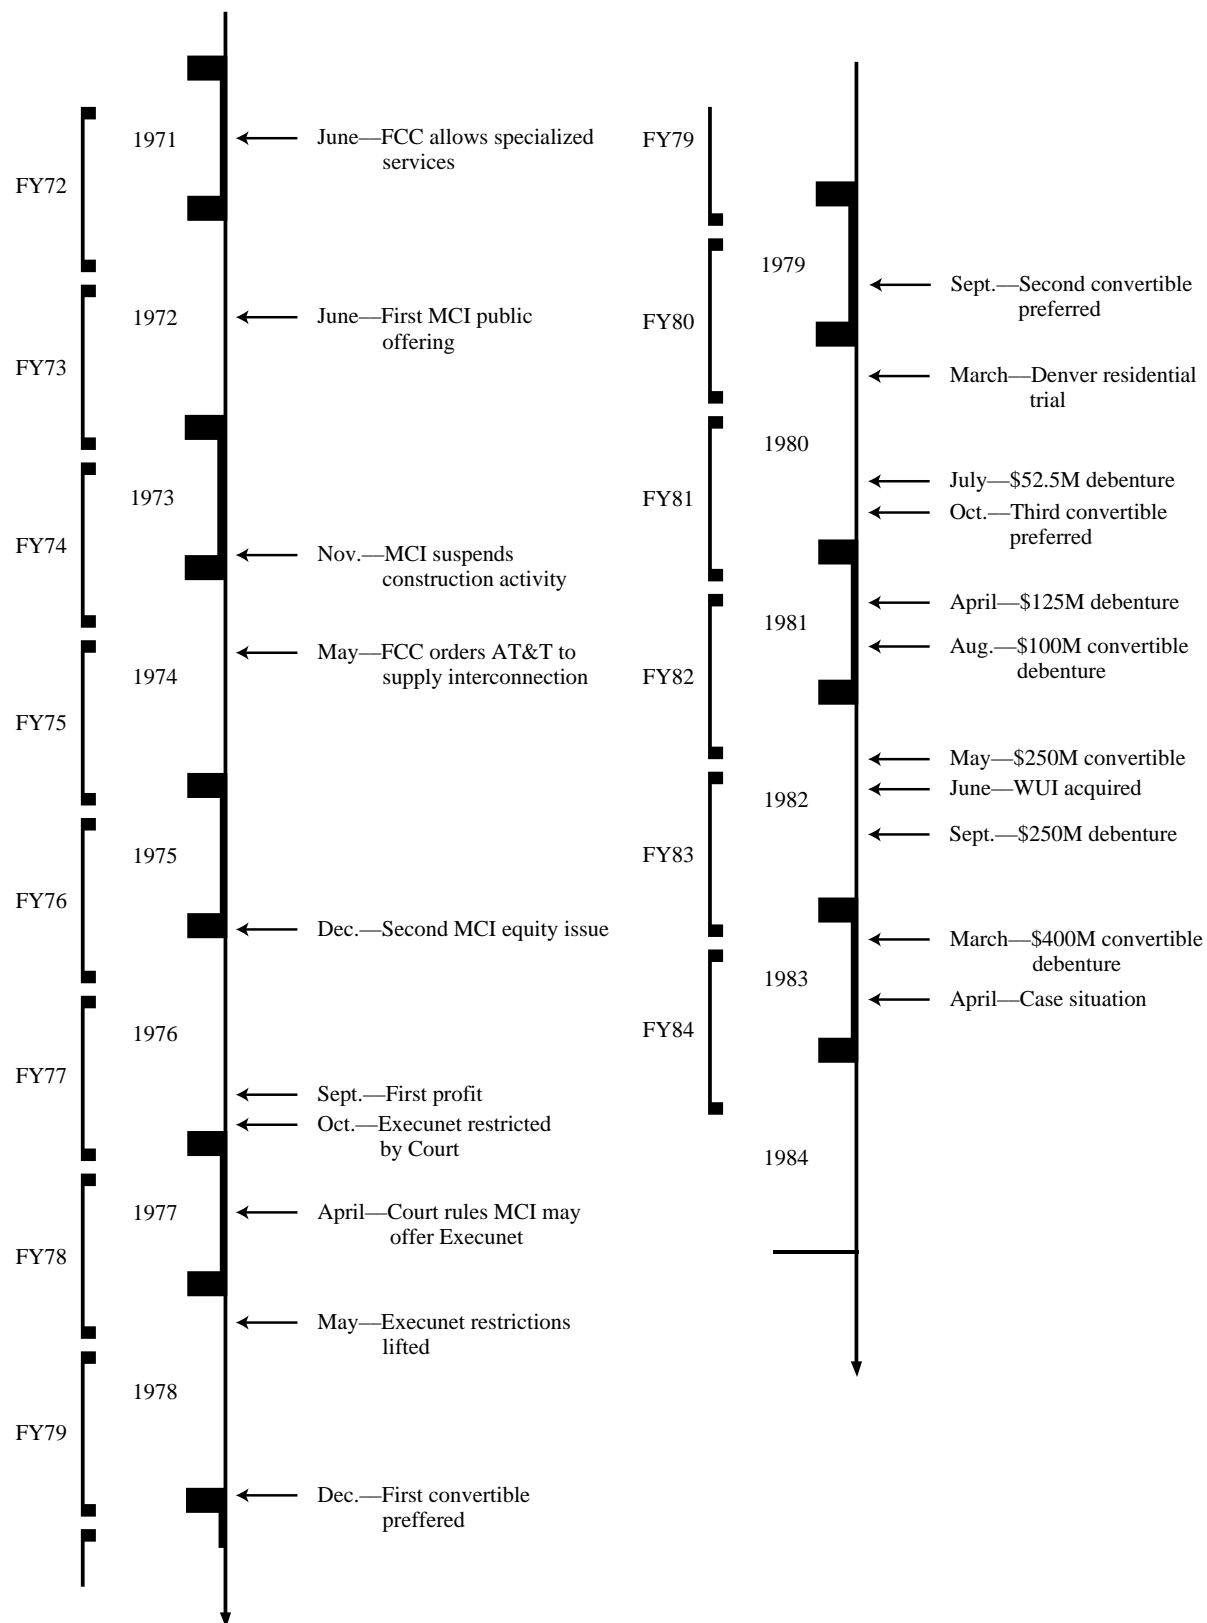 1971
June—FCC allows specialized
services
FY72
1972
June—First MCI public
offering
FY73
1973
Nov.—MCI suspends
construction activity
FY74
1974
May—FCC orders AT&T to
supply interconnection
FY75
1975
FY76
Dec.—Second MCI equity issue
1976
FY77
Sept.—First profit
Oct.—Execunet restricted
by Court
1977
April—Court rules MCI may
offer Execunet
FY78
May—Execunet restrictions
lifted
1978
FY79
Dec.—First convertible
preffered
FY79
1979
Sept.—Second convertible
preferred
FY80
March—Denver residential
trial
1980
July—$52.5M debenture
FY81
Oct.—Third convertible
preferred
April—$125M debenture
1981
Aug.—$100M convertible
debenture
FY82
May—$250M convertible
June—WUI acquired
1982
Sept.—$250M debenture
FY83
March—$400M convertible
debenture
1983
April—Case situation
FY84
1984